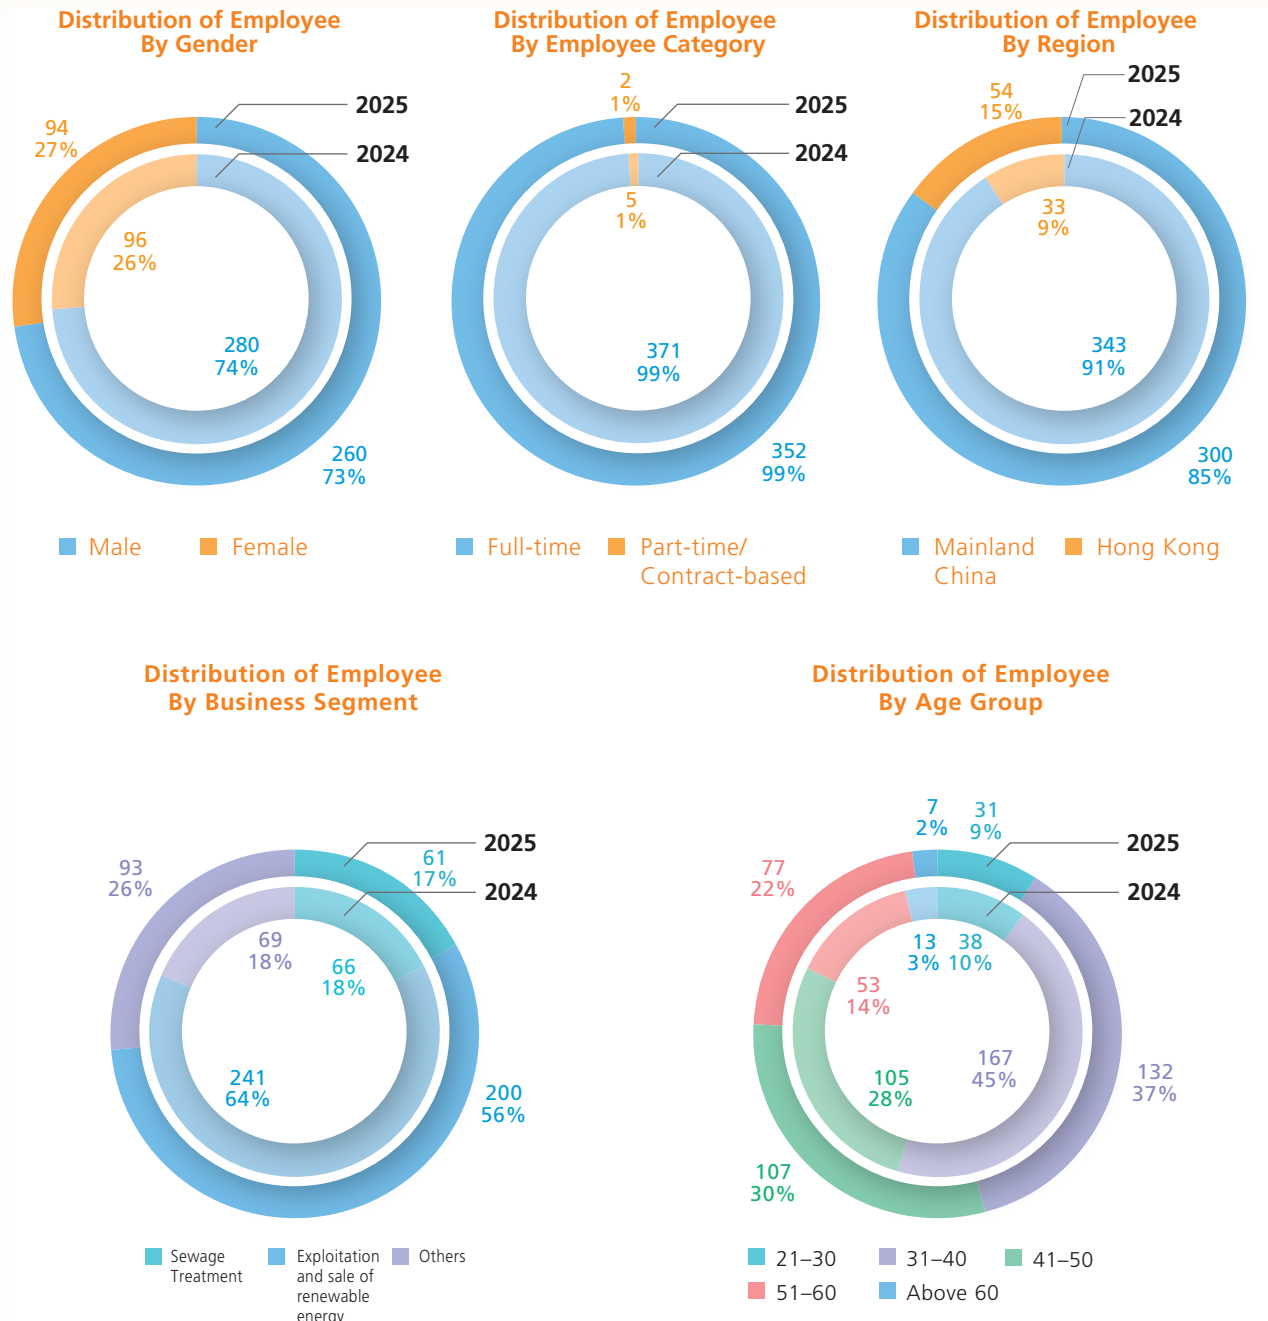 Distribution of Employee
By Gender
2025
2024
94
27%
96
26%
280
74%
260
73%
Male
Female
Distribution of Employee
By Employee Category
2
1%
2025
2024
5
1%
371
99%
352
99%
Full-time
Part-time/
Contract-based
Distribution of Employee
By Region
2025
54
15%
2024
33
9%
343
91%
300
85%
Mainland
China
Hong Kong
Distribution of Employee
By Business Segment
2025
61
17%
93
26%
2024
69
18%
66
18%
241
64%
200
56%
Sewage
Treatment
Exploitation
and sale of
renewable
energy
Others
Distribution of Employee
By Age Group
7
2%
31
9%
2025
77
22%
2024
13
3%
38
10%
53
14%
167
45%
105
28%
132
37%
107
30%
21–30
31–40
41–50
51–60
Above 60